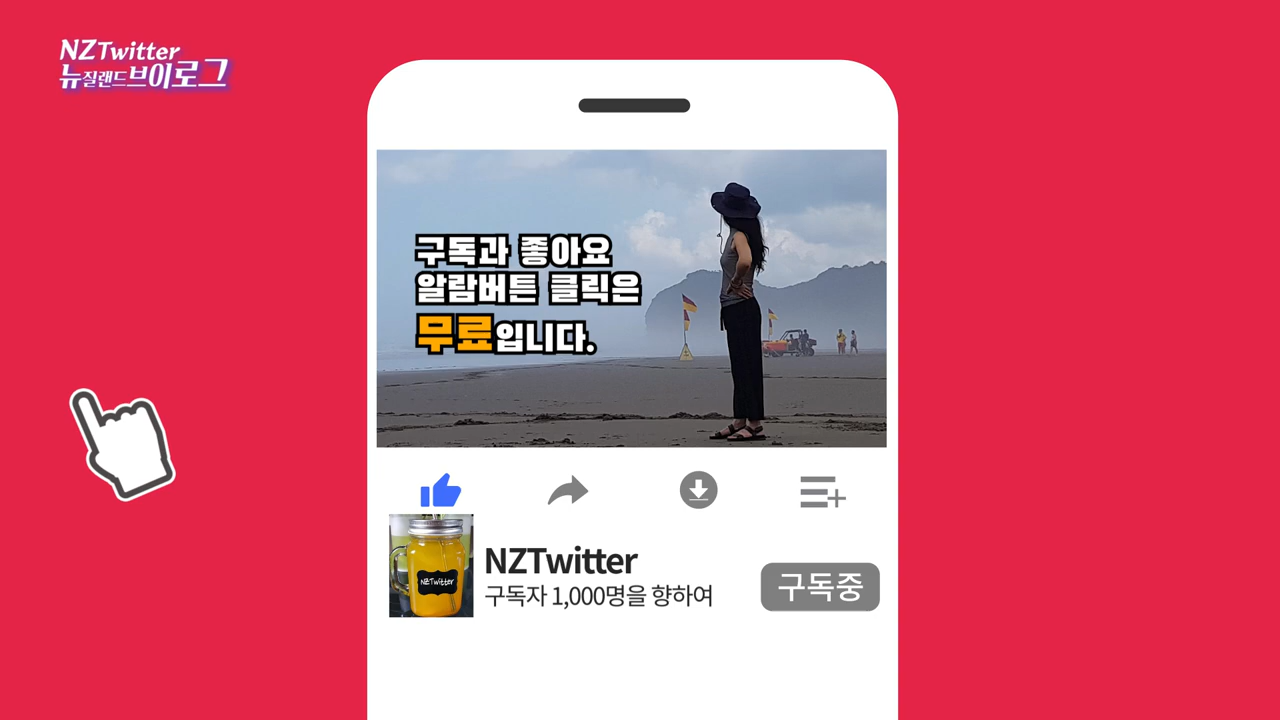 NZTwitter
뉴질랜드브이로그
구독과 좋아요
알람버튼 클릭은
무료입니다.
NZTwitter
NZTwitter
구독자 1,000명을 향하여
구독중